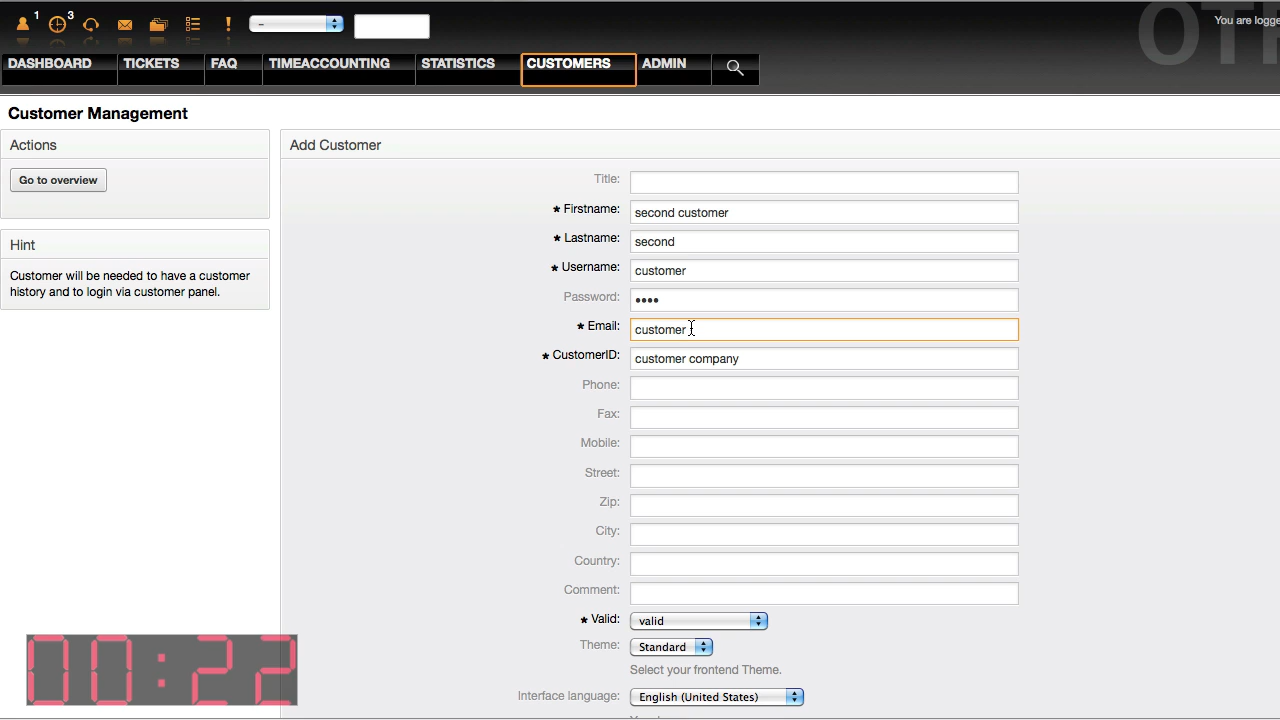 1 3
–
You are logge
OT
DASHBOARD TICKETS FAQ TIMEACCOUNTING STATISTICS CUSTOMERS ADMIN
Customer Management
Actions
Go to overview
Hint
Customer will be needed to have a customer
history and to login via customer panel.
Add Customer
Title:
* Firstname: second customer
* Lastname: second
* Username: customer
Password: ••••
* Email: customer
* CustomerID: customer company
Phone:
Fax:
Mobile:
Street:
Zip:
City:
Country:
Comment:
* Valid: valid
Theme: Standard
Select your frontend Theme.
Interface language: English (United States)
00:22